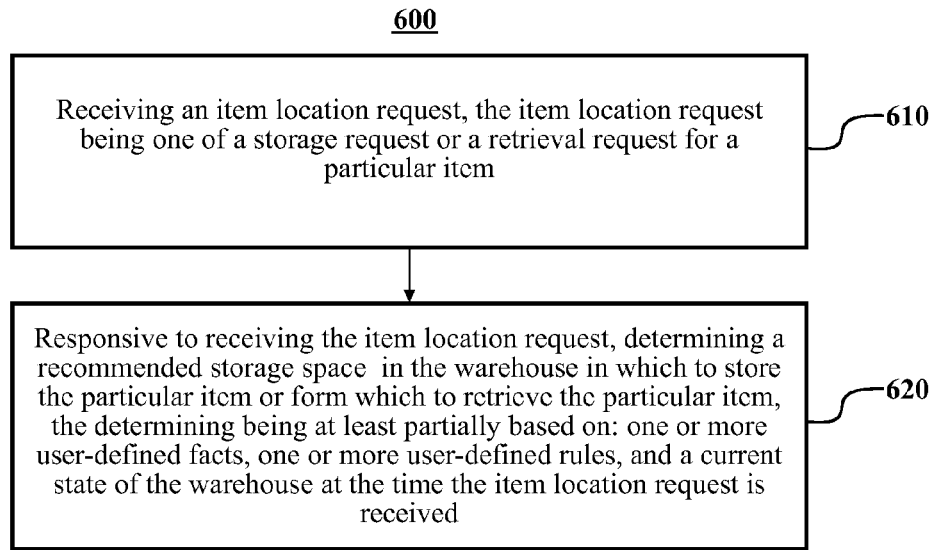 600
Receiving an item location request, the item location request
being one of a storage request or a retrieval request for a
particular item
610
Responsive to receiving the item location request, determining a
recommended storage space in the warehouse in which to store
the particular item or form which to retrieve the particular item,
the determining being at least partially based on: one or more
user-defined facts, one or more user-defined rules, and a current
state of the warehouse at the time the item location request is
received
620